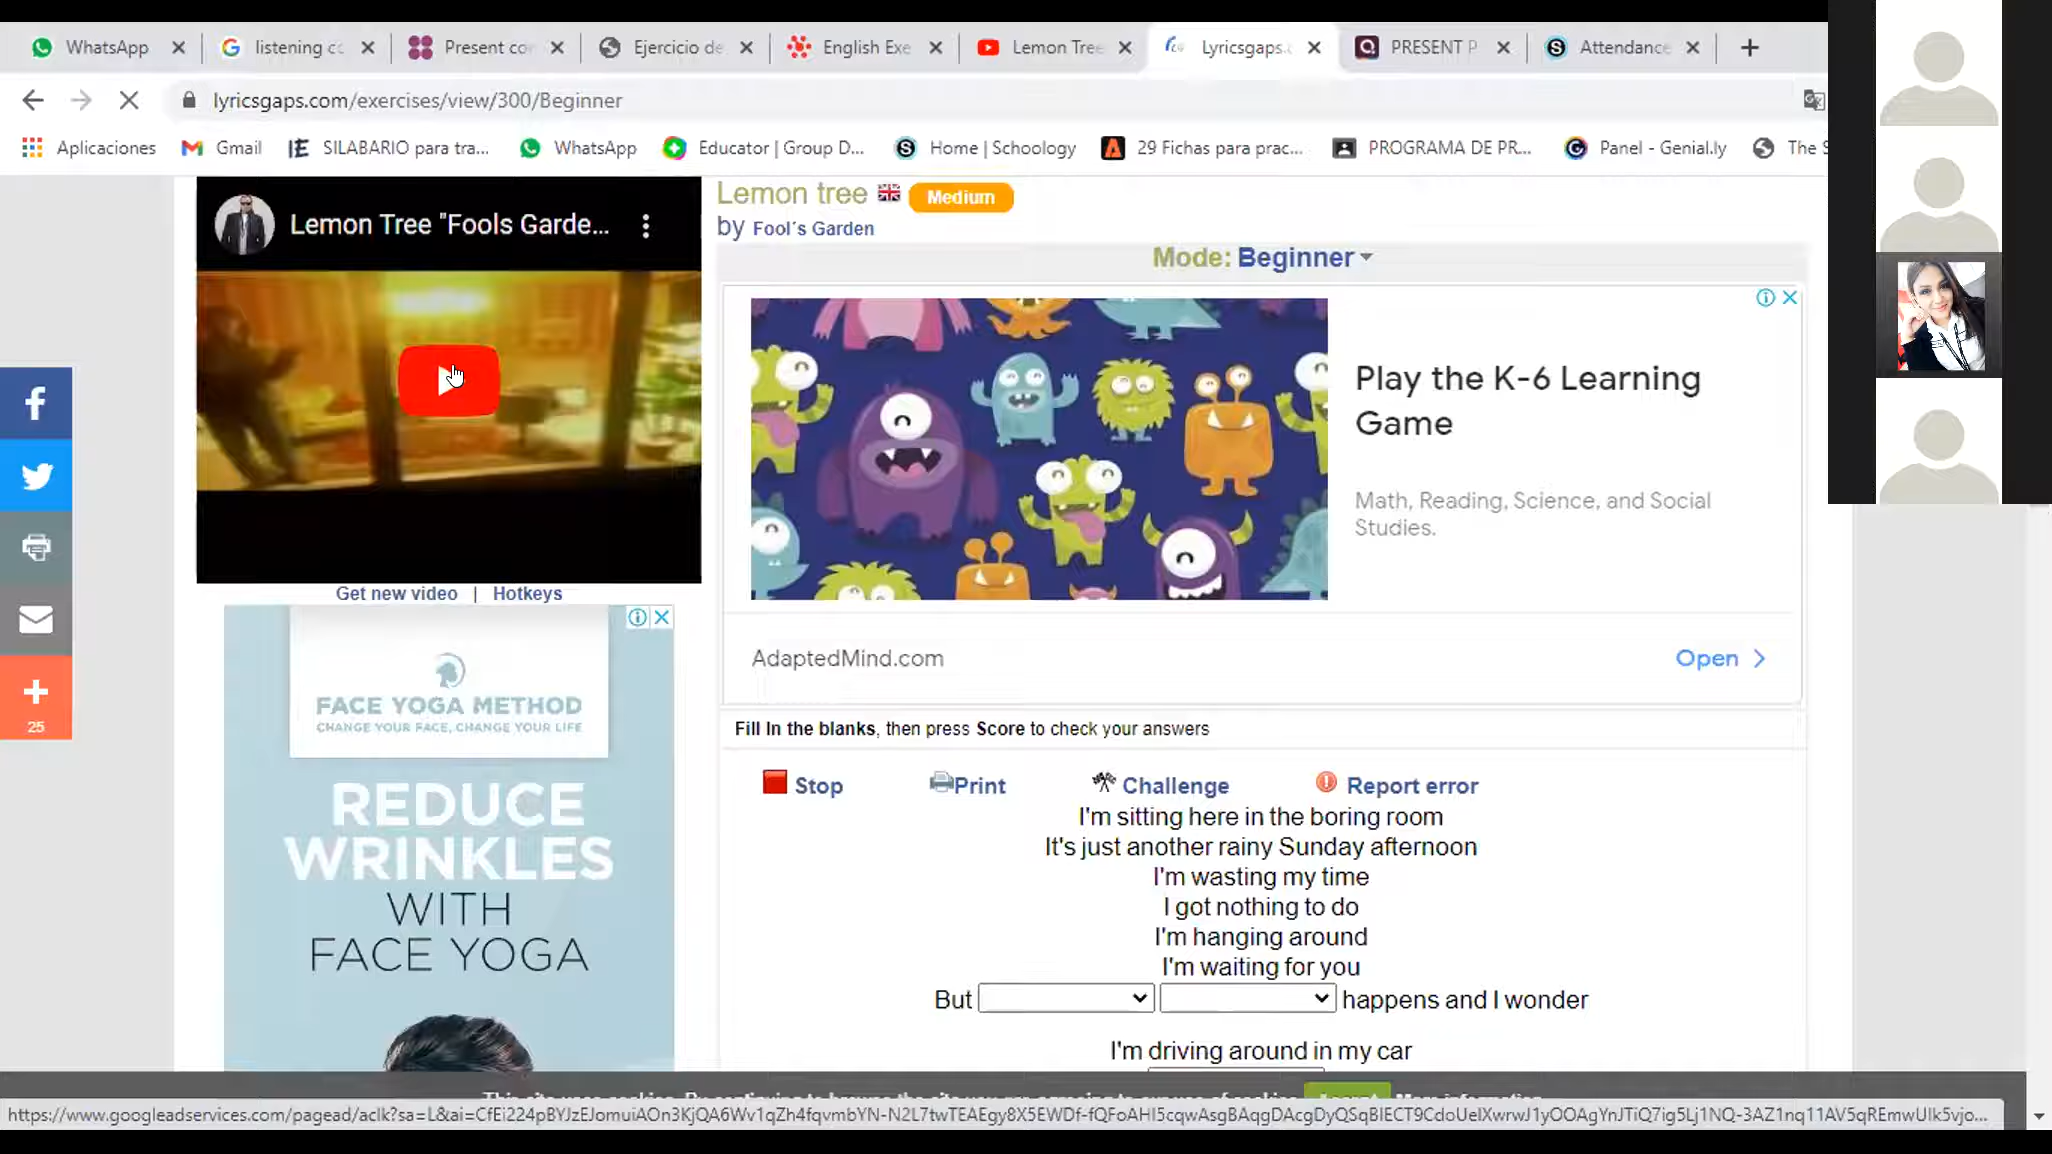 WhatsApp
listening cc
Present co
Ejercicio de
English Exe
Lemon Tree
Lyricsgaps.c
PRESENT P
Attendance
lyricsgaps.com/exercises/view/300/Beginner
Aplicaciones
Gmail
SILABARIO para tra...
WhatsApp
Educator | Group D...
Home | Schoology
29 Fichas para prac...
PROGRAMA DE PR...
Panel - Genial.ly
The S
Lemon Tree "Fools Garde...
Lemon tree
Medium
by Fool´s Garden
Mode: Beginner
Play the K-6 Learning
Game
Math, Reading, Science, and Social
Studies.
AdaptedMind.com
Open
Get new video | Hotkeys
25
FACE YOGA METHOD
CHANGE YOUR FACE, CHANGE YOUR LIFE
REDUCE
WRINKLES
WITH
FACE YOGA
Fill In the blanks, then press Score to check your answers
Stop
Print
Challenge
Report error
I'm sitting here in the boring room
It's just another rainy Sunday afternoon
I'm wasting my time
I got nothing to do
I'm hanging around
I'm waiting for you
But happens and I wonder
I'm driving around in my car